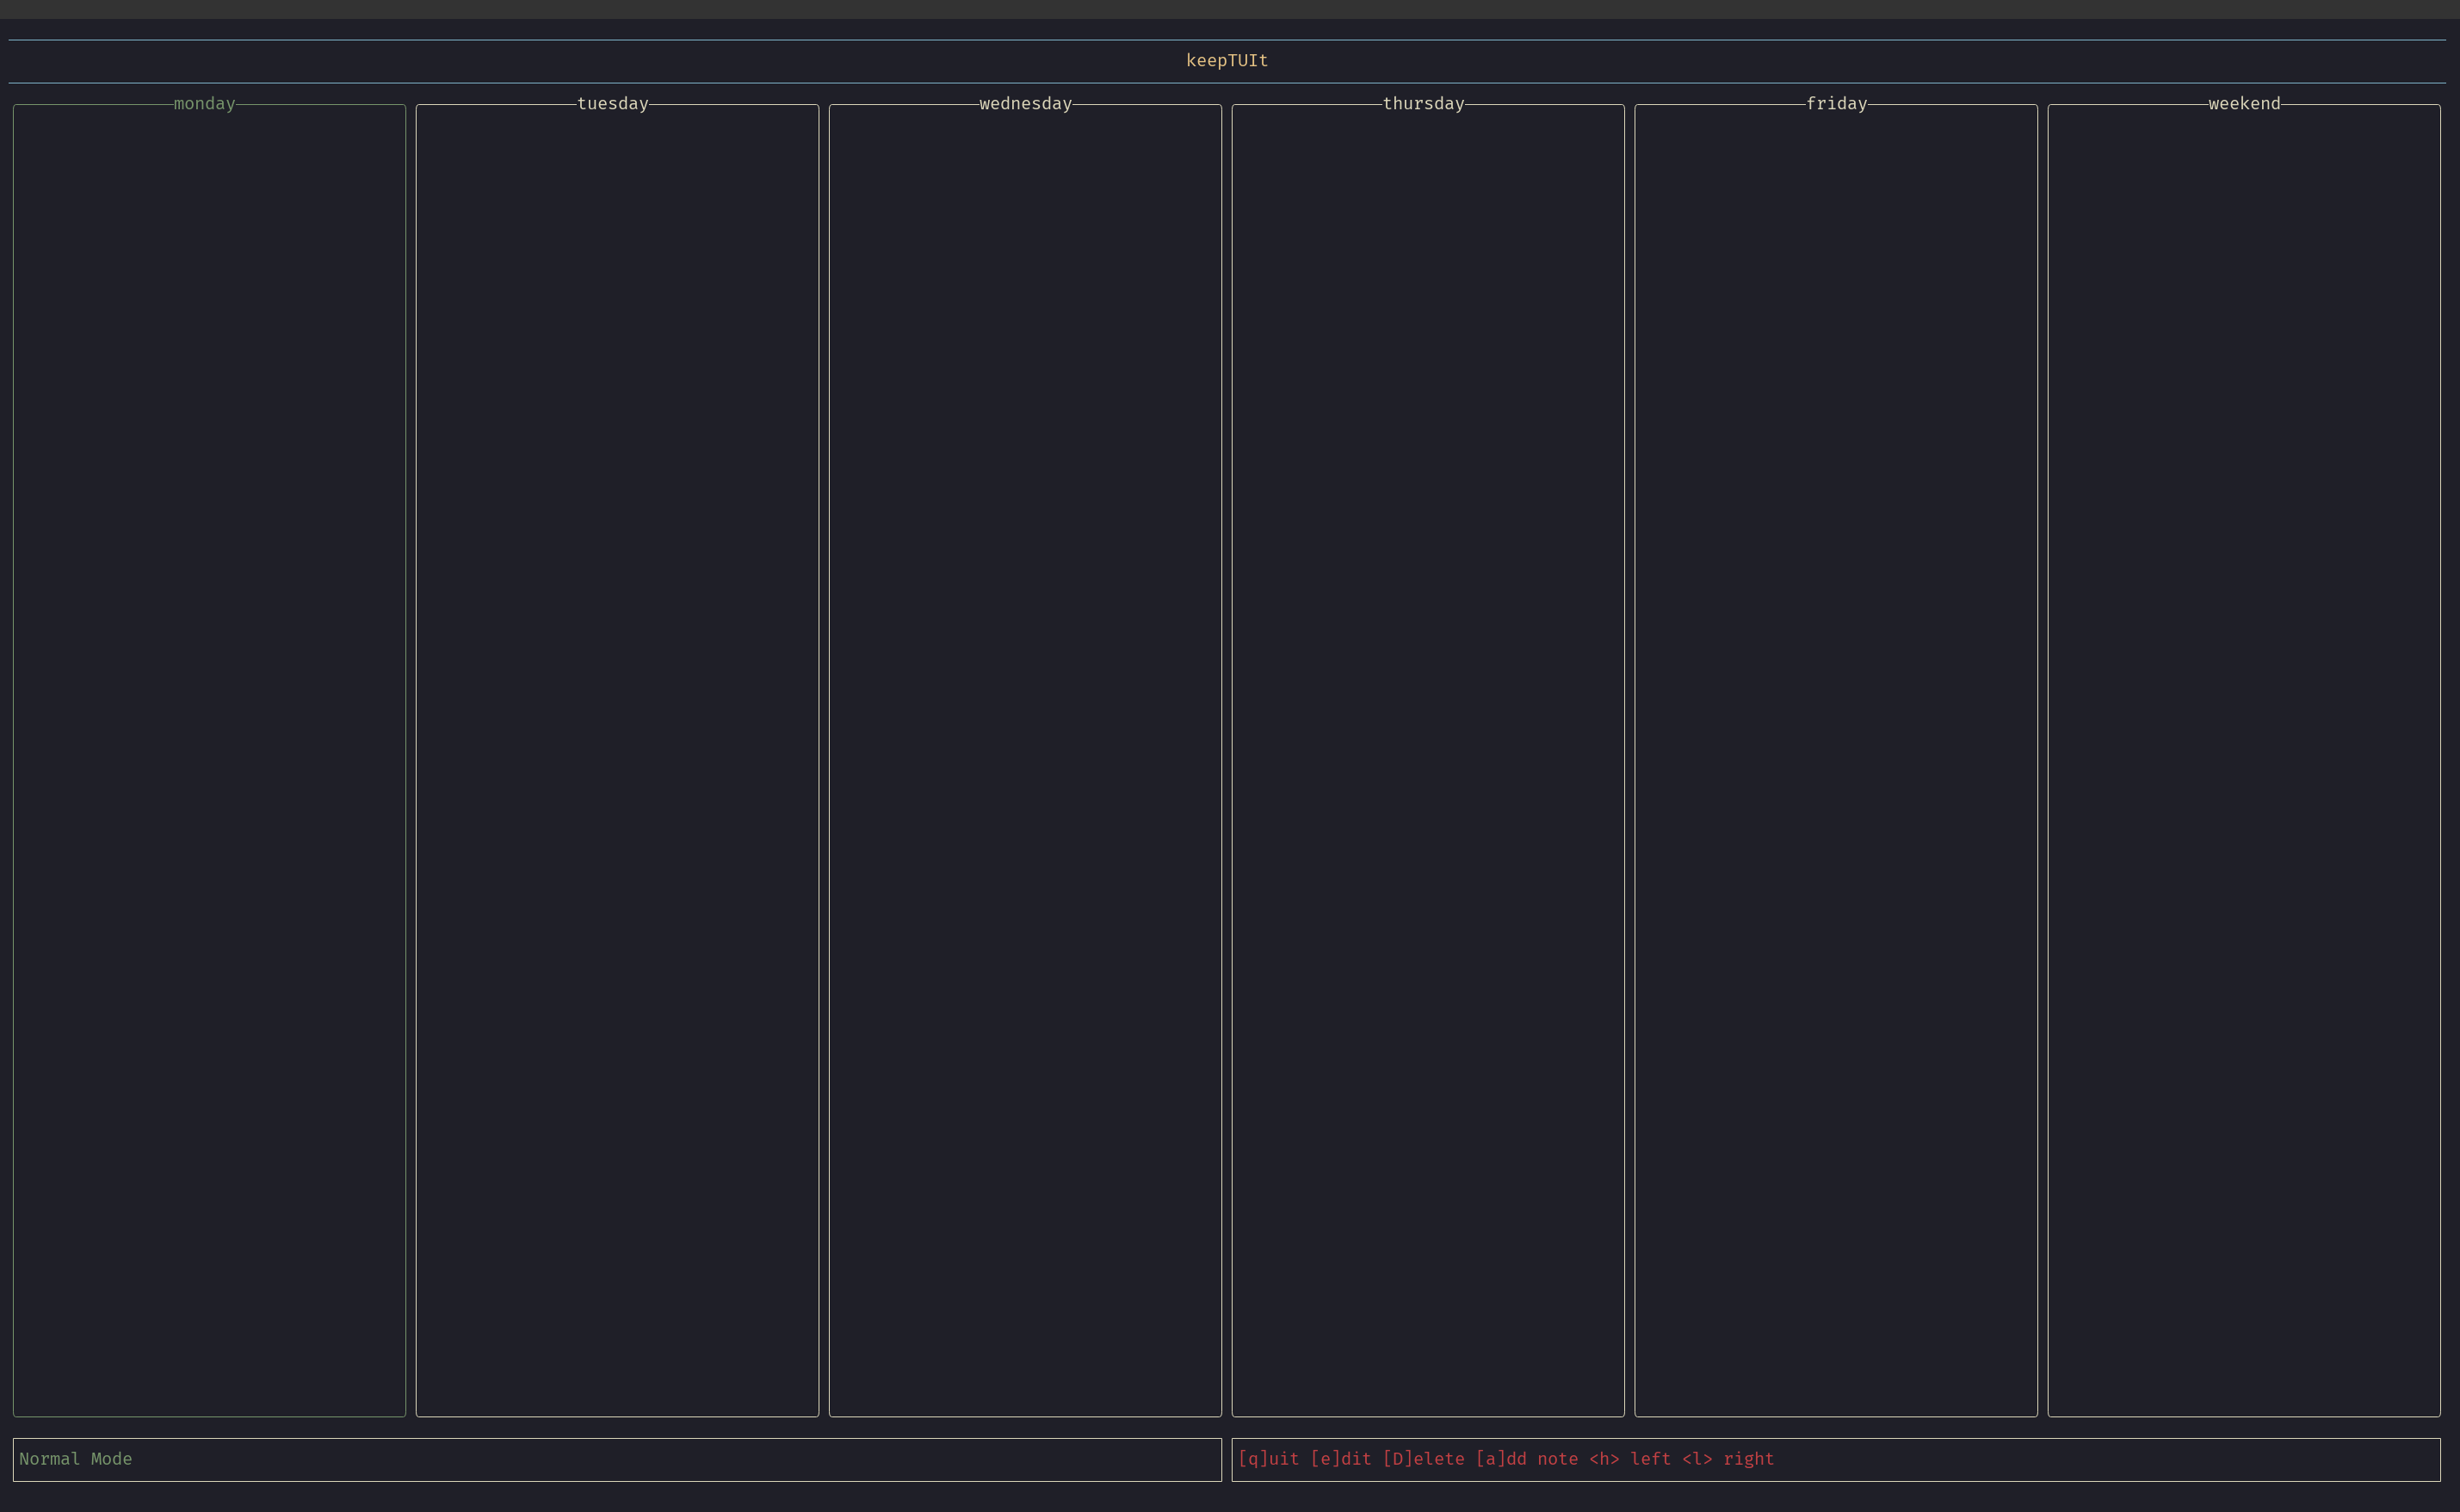 keepTUIt
monday tuesday wednesday thursday friday weekend
Normal Mode
[q]uit [e]dit [D]elete [a]dd note <h> left <l> right